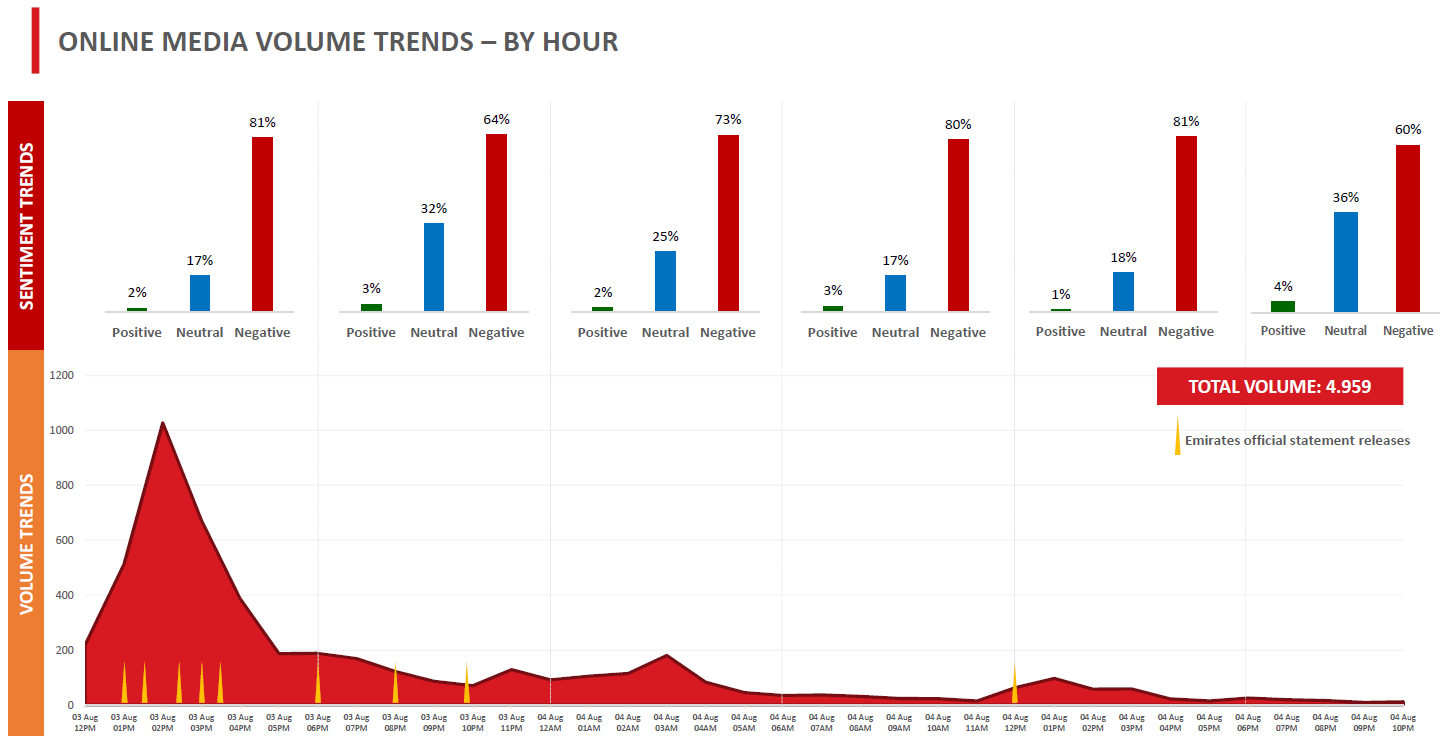 ONLINE MEDIA VOLUME TRENDS – BY HOUR
SENTIMENT TRENDS
81%
17%
2%
Positive Neutral Negative
64%
32%
3%
Positive Neutral Negative
73%
25%
2%
Positive Neutral Negative
80%
17%
3%
Positive Neutral Negative
81%
18%
1%
Positive Neutral Negative
60%
36%
4%
Positive Neutral Negative
VOLUME TRENDS
1200
1000
800
600
400
200
0
TOTAL VOLUME: 4.959
Emirates official statement releases
03 Aug 03 Aug 03 Aug 03 Aug 03 Aug 03 Aug 03 Aug 03 Aug 03 Aug 03 Aug 03 Aug 03 Aug 04 Aug 04 Aug 04 Aug 04 Aug 04 Aug 04 Aug 04 Aug 04 Aug 04 Aug 04 Aug 04 Aug 04 Aug 04 Aug 04 Aug 04 Aug 04 Aug 04 Aug 04 Aug 04 Aug 04 Aug 04 Aug 04 Aug 04 Aug
12PM 01PM 02PM 03PM 04PM 05PM 06PM 07PM 08PM 09PM 10PM 11PM 12AM 01AM 02AM 03AM 04AM 05AM 06AM 07AM 08AM 09AM 10AM 11AM 12PM 01PM 02PM 03PM 04PM 05PM 06PM 07PM 08PM 09PM 10PM